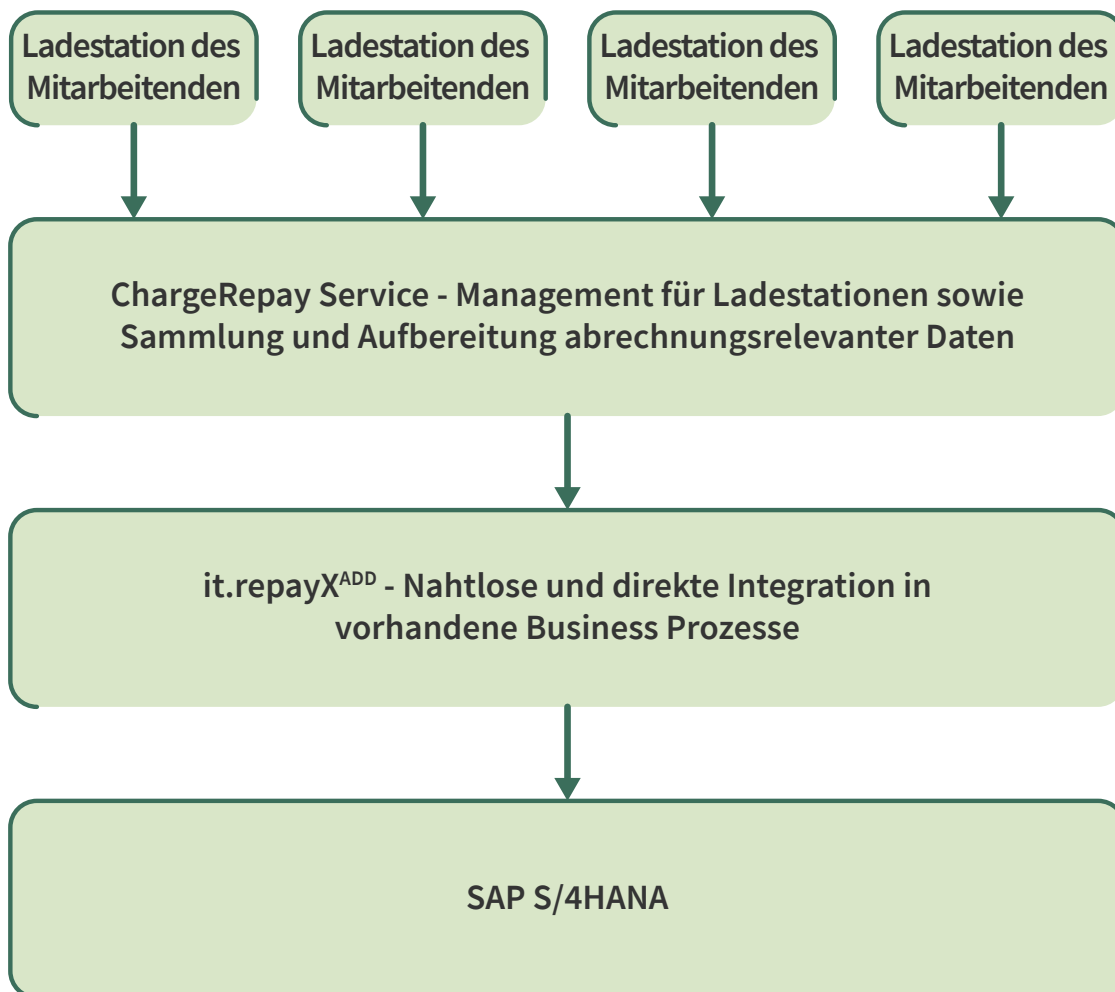 Ladestation des
Mitarbeitenden
Ladestation des
Mitarbeitenden
Ladestation des
Mitarbeitenden
Ladestation des
Mitarbeitenden
ChargeRepay Service - Management für Ladestationen sowie
Sammlung und Aufbereitung abrechnungsrelevanter Daten
it.repayXADD - Nahtlose und direkte Integration in
vorhandene Business Prozesse
SAP S/4HANA